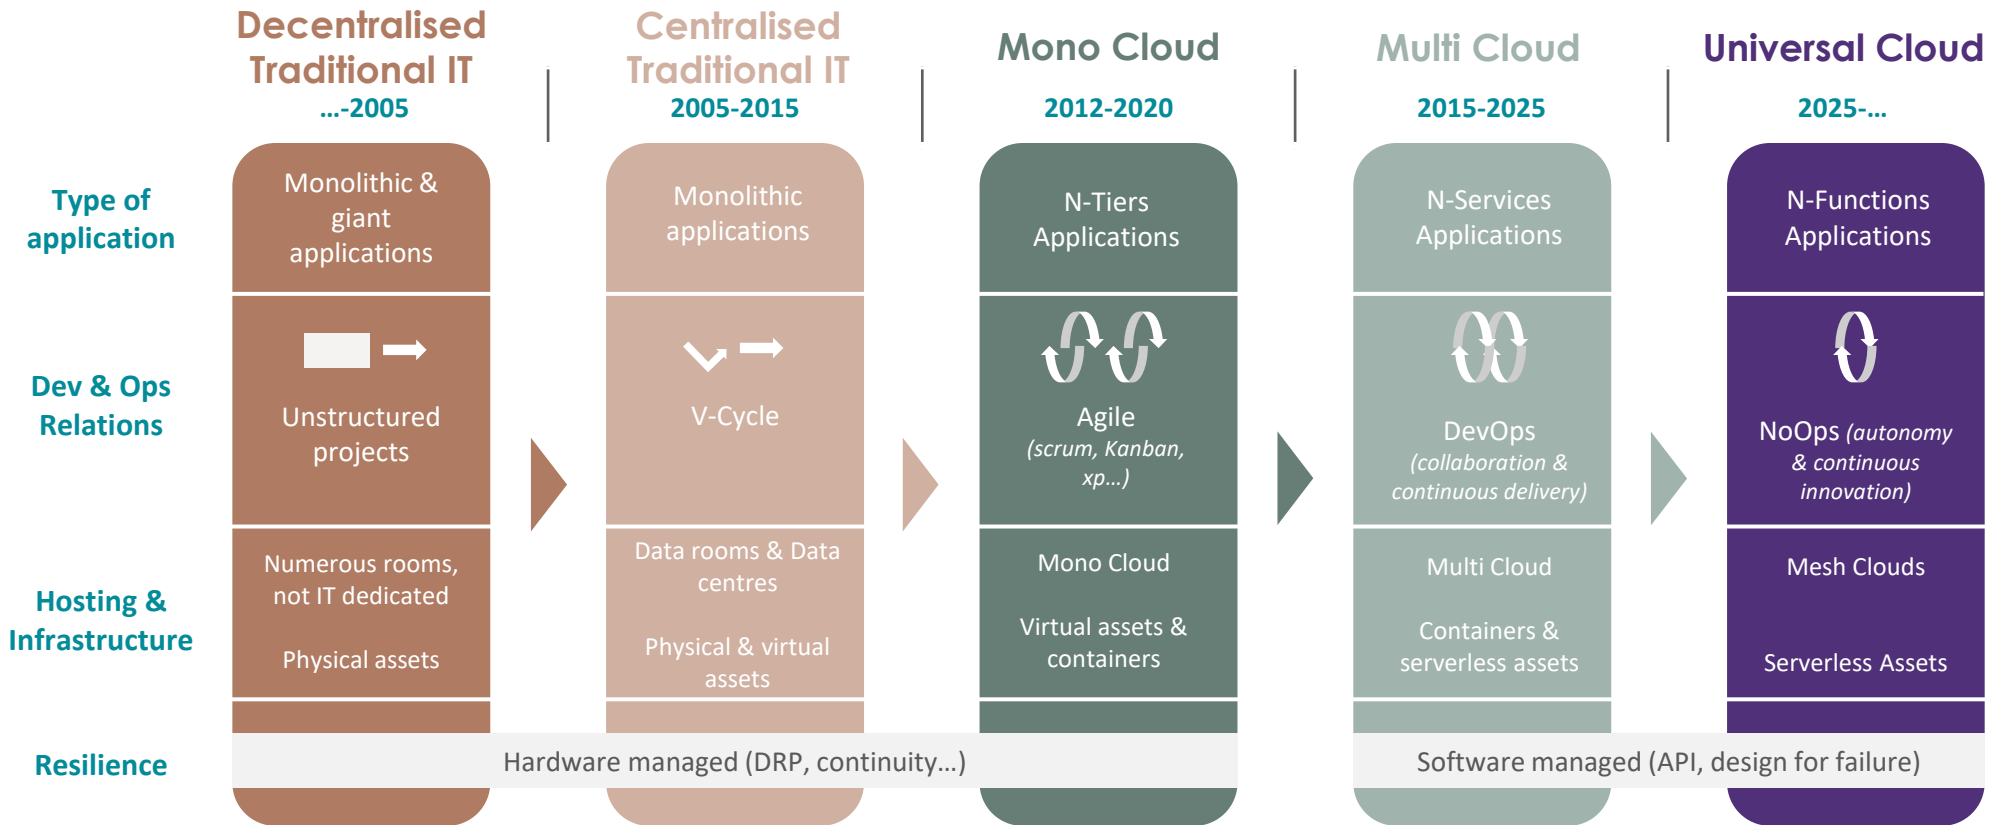 Decentralised
Traditional IT
...-2005
Centralised
Traditional IT
2005-2015
Mono Cloud
2012-2020
Multi Cloud
2015-2025
Universal Cloud
2025-...
Type of
application
Monolithic &
giant
applications
Monolithic
applications
N-Tiers
Applications
N-Services
Applications
N-Functions
Applications
Dev & Ops
Relations
Unstructured
projects
V-Cycle
Agile
(scrum, Kanban,
xp...)
DevOps
(collaboration &
continuous delivery)
NoOps (autonomy
& continuous
innovation)
Hosting &
Infrastructure
Numerous rooms,
not IT dedicated
Physical assets
Data rooms & Data
centres
Physical & virtual
assets
Mono Cloud
Virtual assets &
containers
Multi Cloud
Containers &
serverless assets
Mesh Clouds
Serverless Assets
Resilience
Hardware managed (DRP, continuity...)
Software managed (API, design for failure)